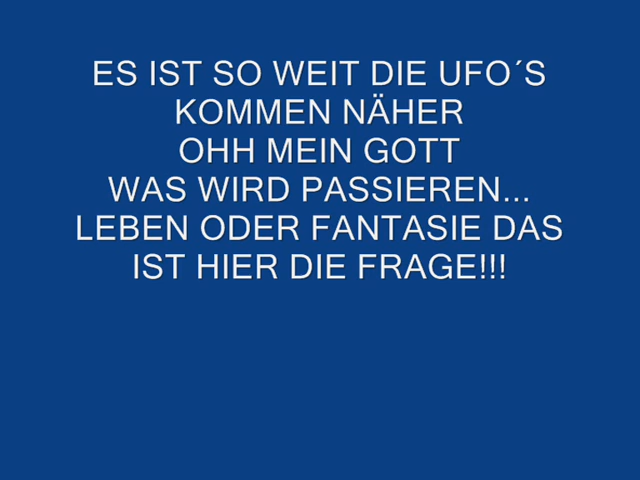 ES IST SO WEIT DIE UFO´S
KOMMEN NÄHER
OHH MEIN GOTT
WAS WIRD PASSIEREN...
LEBEN ODER FANTASIE DAS
IST HIER DIE FRAGE!!!